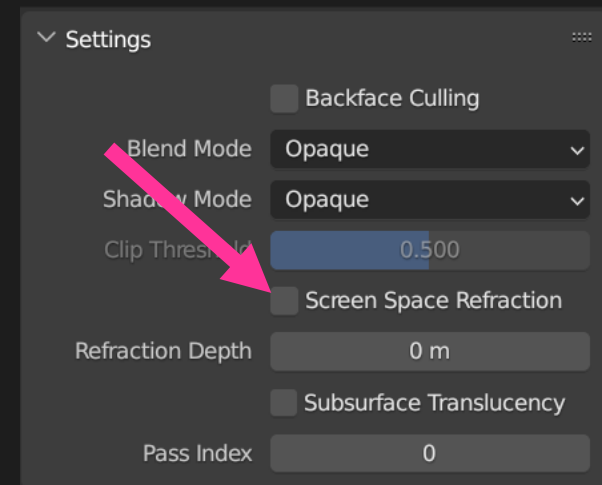 Settings
Backface Culling
Blend Mode Opaque
Shadow Mode Opaque
Clip Threshold 0.500
Screen Space Refraction
Refraction Depth 0 m
Subsurface Translucency
Pass Index 0